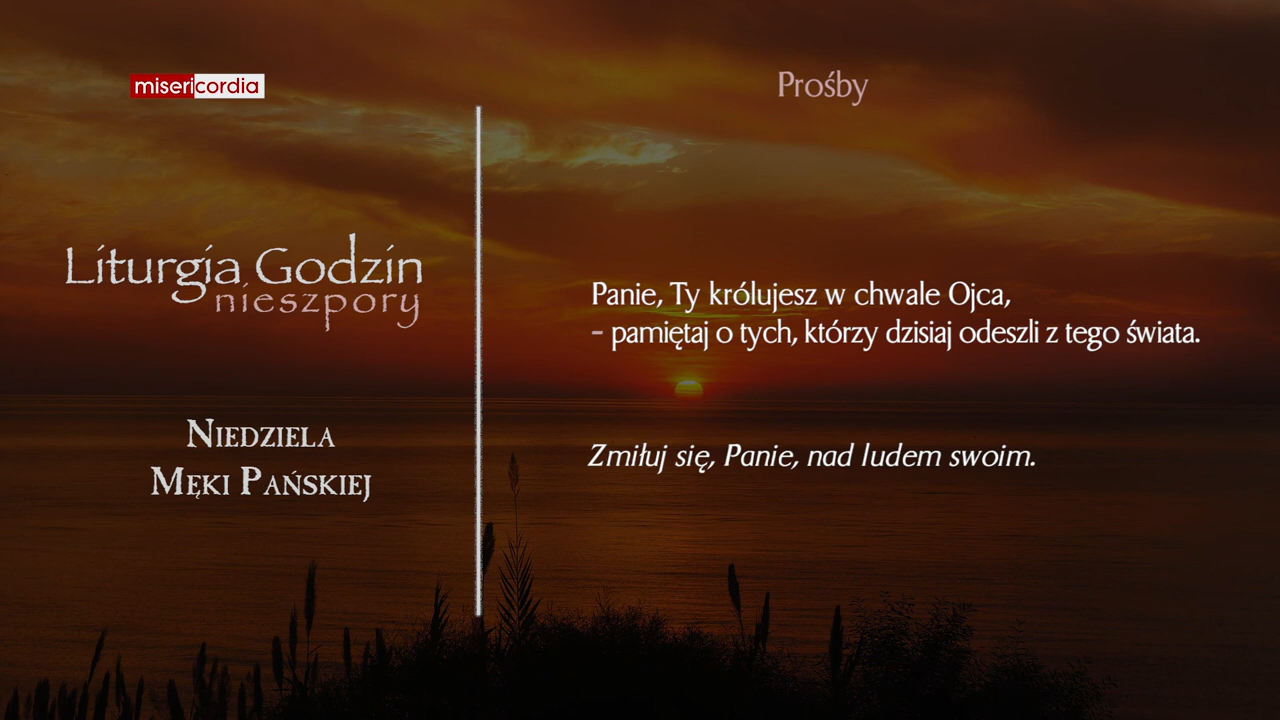 misericordia
Prośby
Liturgia Godzin
nieszpory
Panie, Ty królujesz w chwale Ojca,
- pamiętaj o tych, którzy dzisiaj odeszli z tego świata.
Niedziela
Męki Pańskiej
Zmiłuj się, Panie, nad ludem swoim.